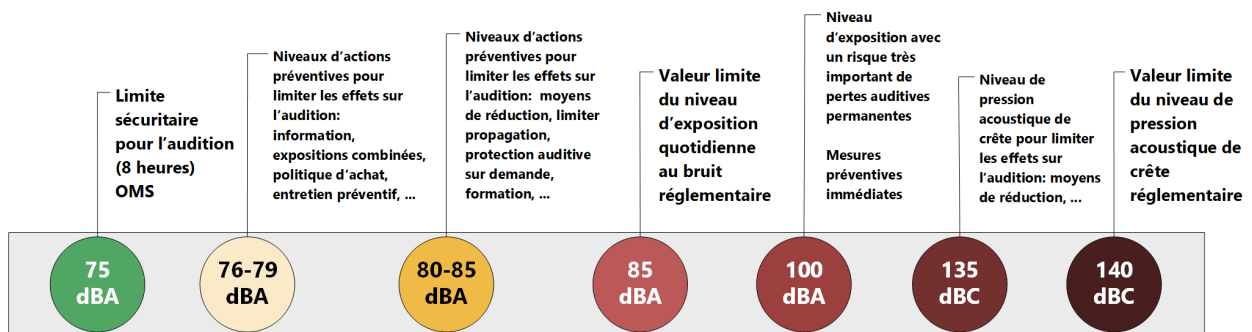 Limite
sécuritaire
pour l’audition
(8 heures)
OMS
Niveaux d’actions
préventives pour
limiter les effets sur
l’audition:
information,
expositions combinées,
politique d’achat,
entretien préventif, ...
Niveaux d’actions
préventives pour
limiter les effets sur
l’audition: moyens
de réduction, limiter
propagation,
protection auditive
sur demande,
formation, ...
Valeur limite
du niveau
d’exposition
quotidienne
au bruit
réglementaire
Niveau
d’exposition avec
un risque très
important de
pertes auditives
permanentes
Mesures
préventives
immédiates
Niveau de
pression
acoustique de
crête pour limiter
les effets sur
l’audition: moyens
de réduction, ...
Valeur limite
du niveau de
pression
acoustique de
crête
réglementaire
75
dBA
76-79
dBA
80-85
dBA
85
dBA
100
dBA
135
dBC
140
dBC